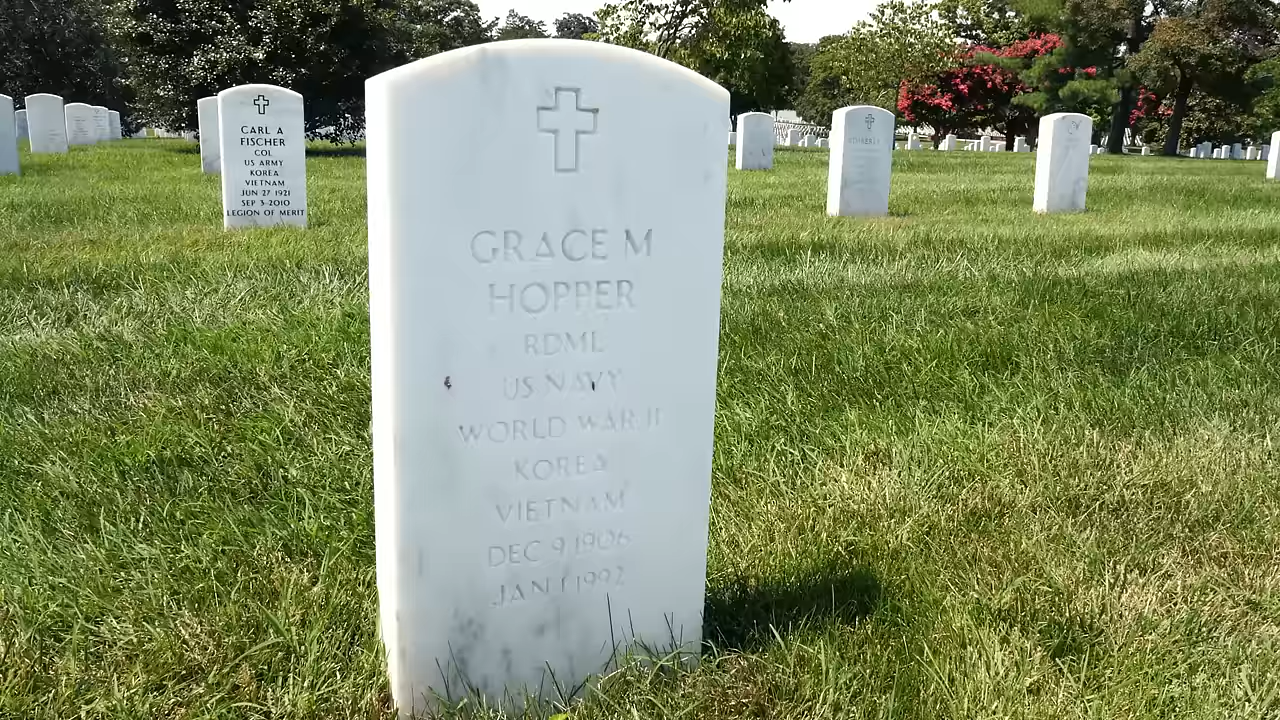 GRACE M
HOPPER
RDML
US NAVY
WORLD WAR II
KOREA
VIETNAM
DEC 9 1906
JAN 1 1992
CARL A
FISCHER
COL
US ARMY
KOREA
VIETNAM
JUN 27 1921
SEP 3 2010
LEGION OF MERIT